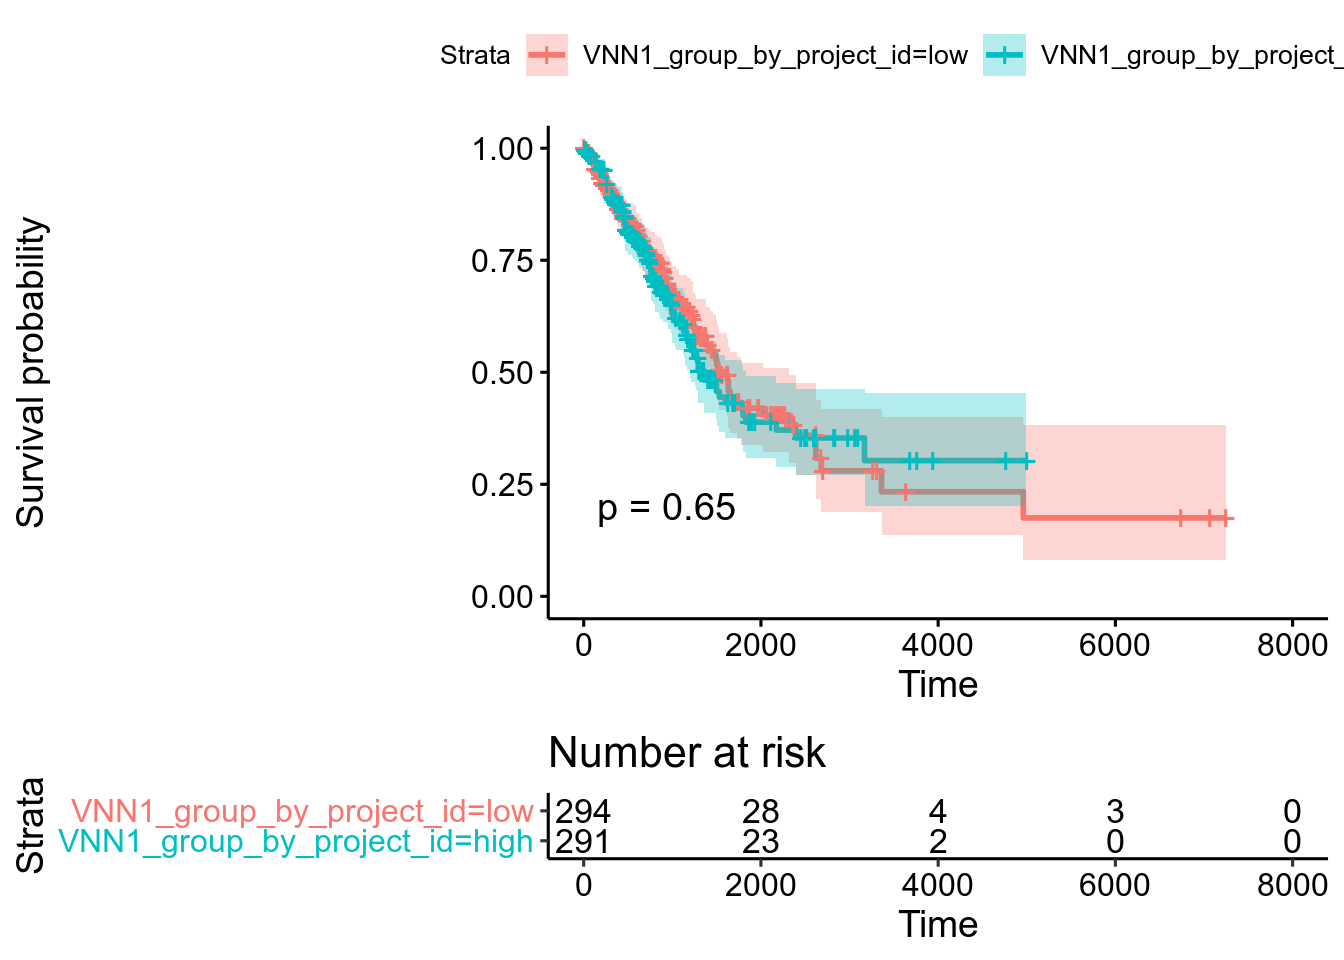 Strata VNN1_group_by_project_id=low VNN1_group_by_project_
Survival probability
1.00
0.75
0.50
0.25
0.00
p = 0.65
0 2000 4000 6000 8000
Time
Number at risk
Strata
VNN1_group_by_project_id=low 294 28 4 3 0
VNN1_group_by_project_id=high 291 23 2 0 0
0 2000 4000 6000 8000
Time